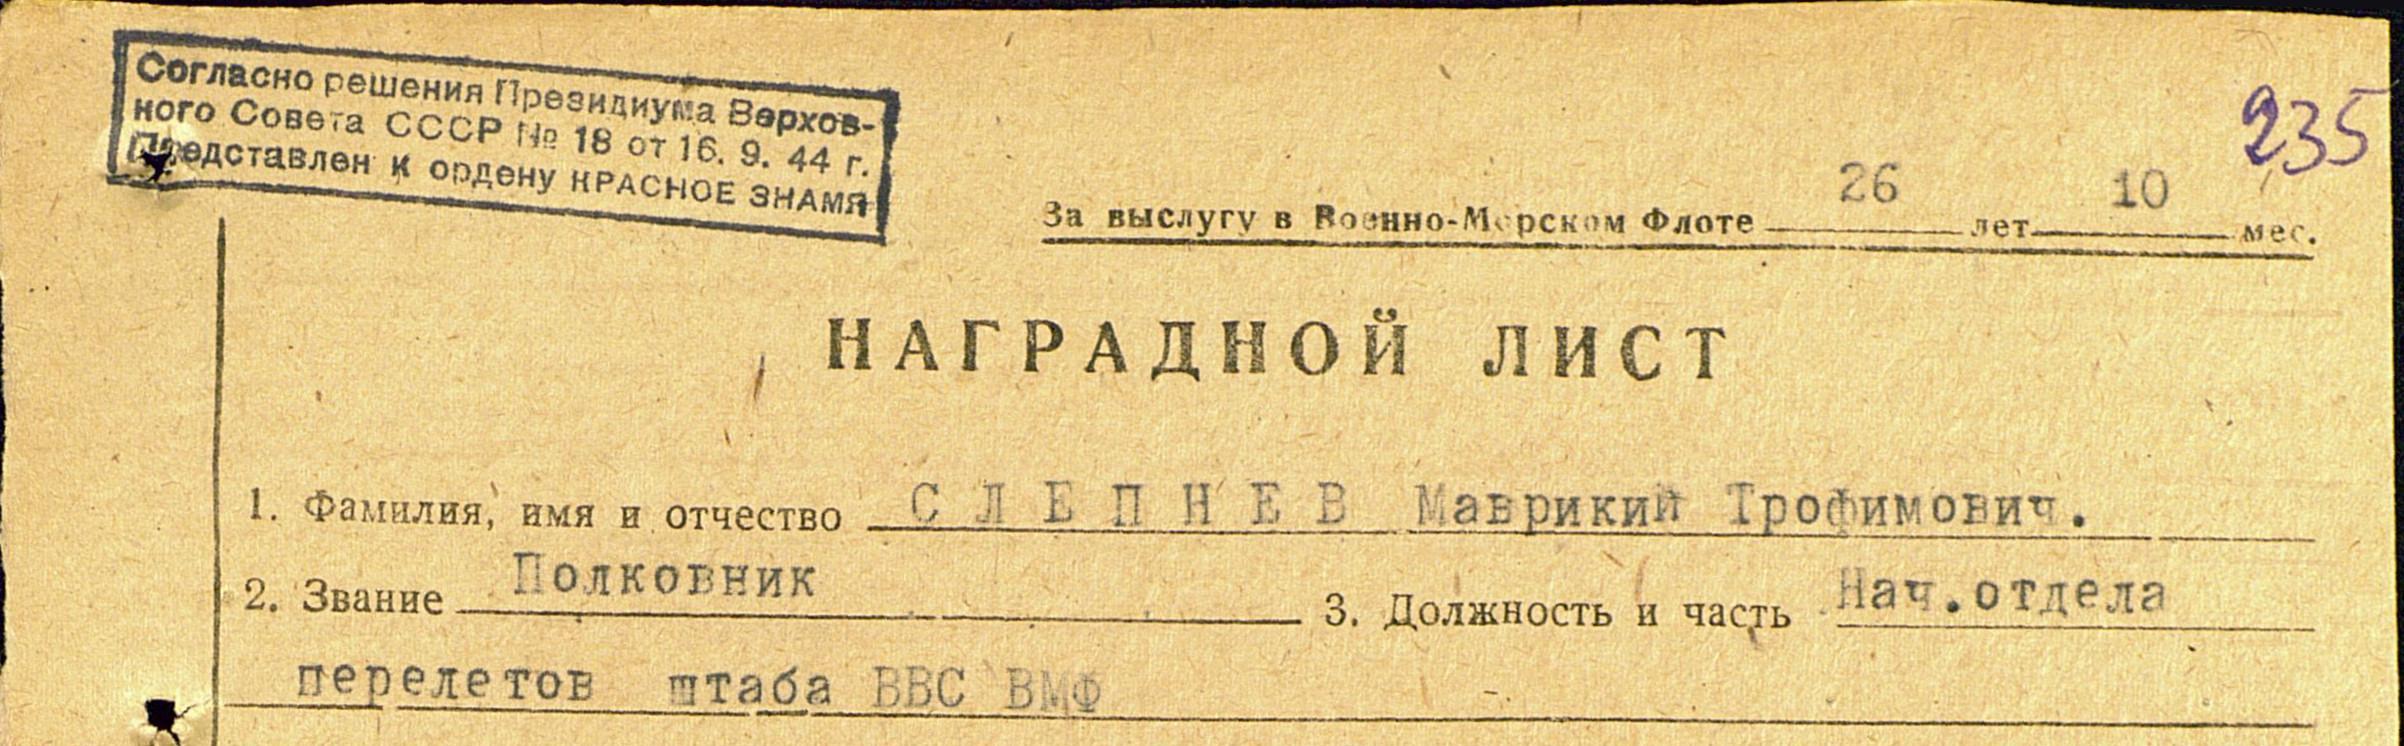 Согласно решения Президиума Верхов-
ного Совета СССР № 18 от 16. 9. 44 г.
Представлен к ордену КРАСНОЕ ЗНАМЯ
235
За выслугу в Военно-Морском Флоте 26 лет 10 мес.
НАГРАДНОЙ ЛИСТ
1. Фамилия, имя и отчество СЛЕПНЕВ Маврикий Трофимович.
2. Звание Полковник 3. Должность и часть Нач.отдела
перелетов штаба ВВС ВМФ